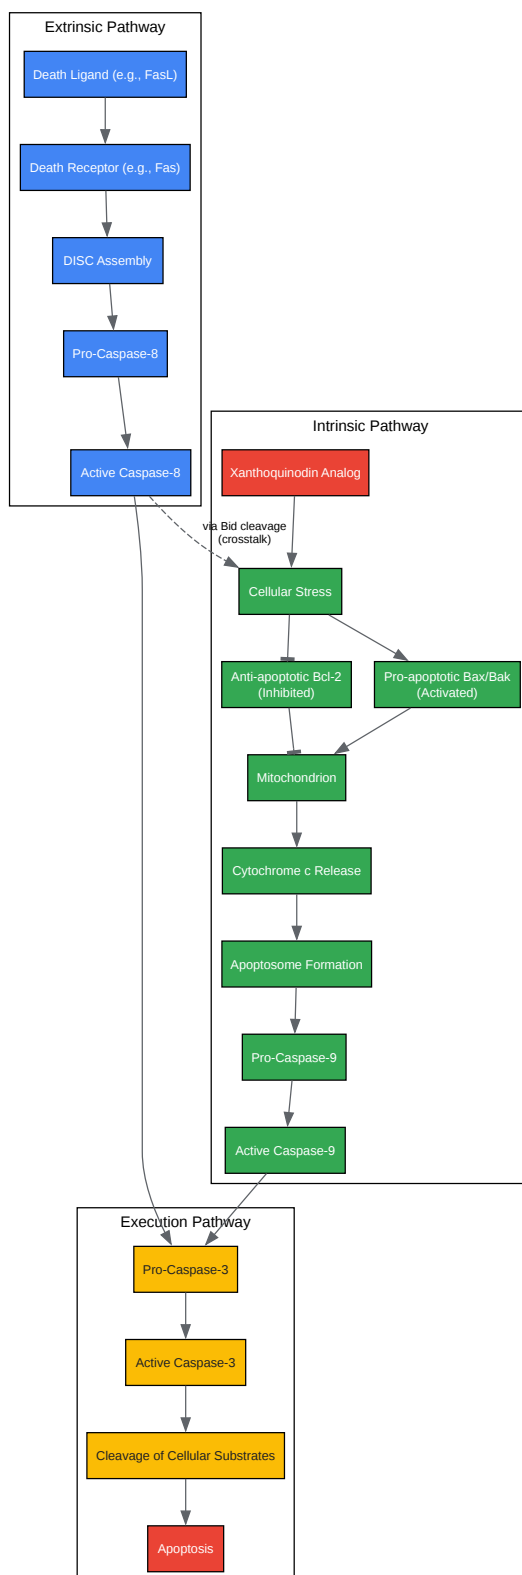 Extrinsic Pathway
Death Ligand (e.g., FasL)
Death Receptor (e.g., Fas)
DISC Assembly
Pro-Caspase-8
Active Caspase-8
Intrinsic Pathway
Xanthoquinodin Analog
via Bid cleavage
(crosstalk)
Cellular Stress
Anti-apoptotic Bcl-2
(Inhibited)
Pro-apoptotic Bax/Bak
(Activated)
Mitochondrion
Cytochrome c Release
Apoptosome Formation
Pro-Caspase-9
Active Caspase-9
Execution Pathway
Pro-Caspase-3
Active Caspase-3
Cleavage of Cellular Substrates
Apoptosis